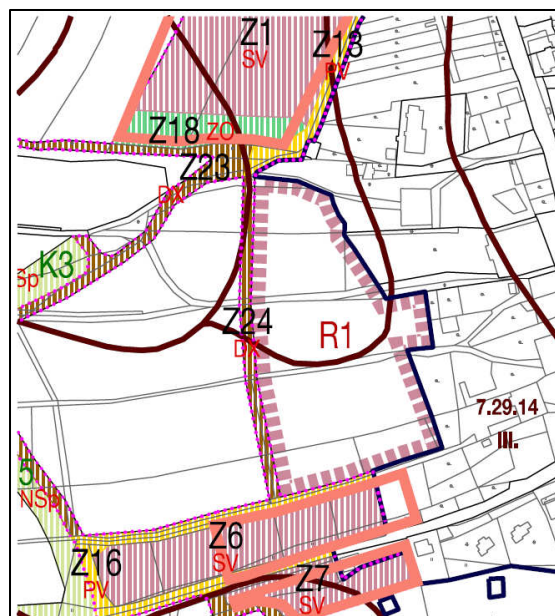 Z1
SV
Z13
PV
Z18 ZO
Z23
DX
K3
Sp
Z24
DX
R1
7.29.14
III.
5
NSp
Z6
SV
Z16
PV
Z7
SV